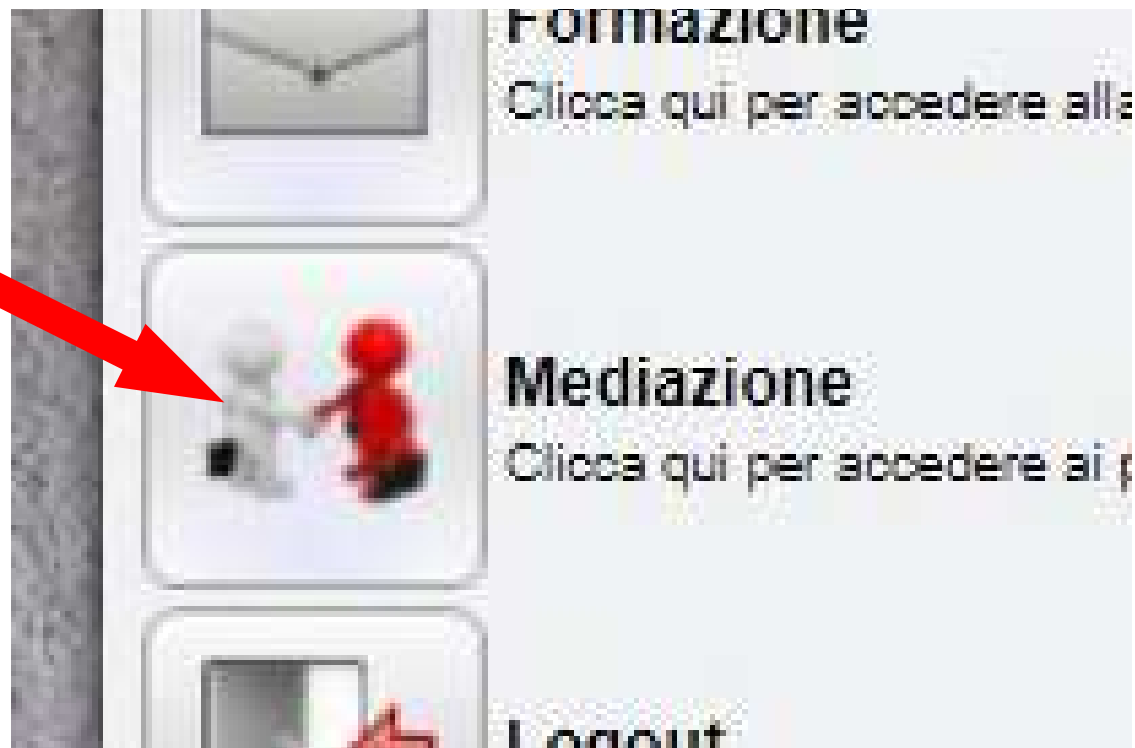 Formazione
Clicca qui per accedere alla
Mediazione
Clicca qui per accedere ai p
Logout